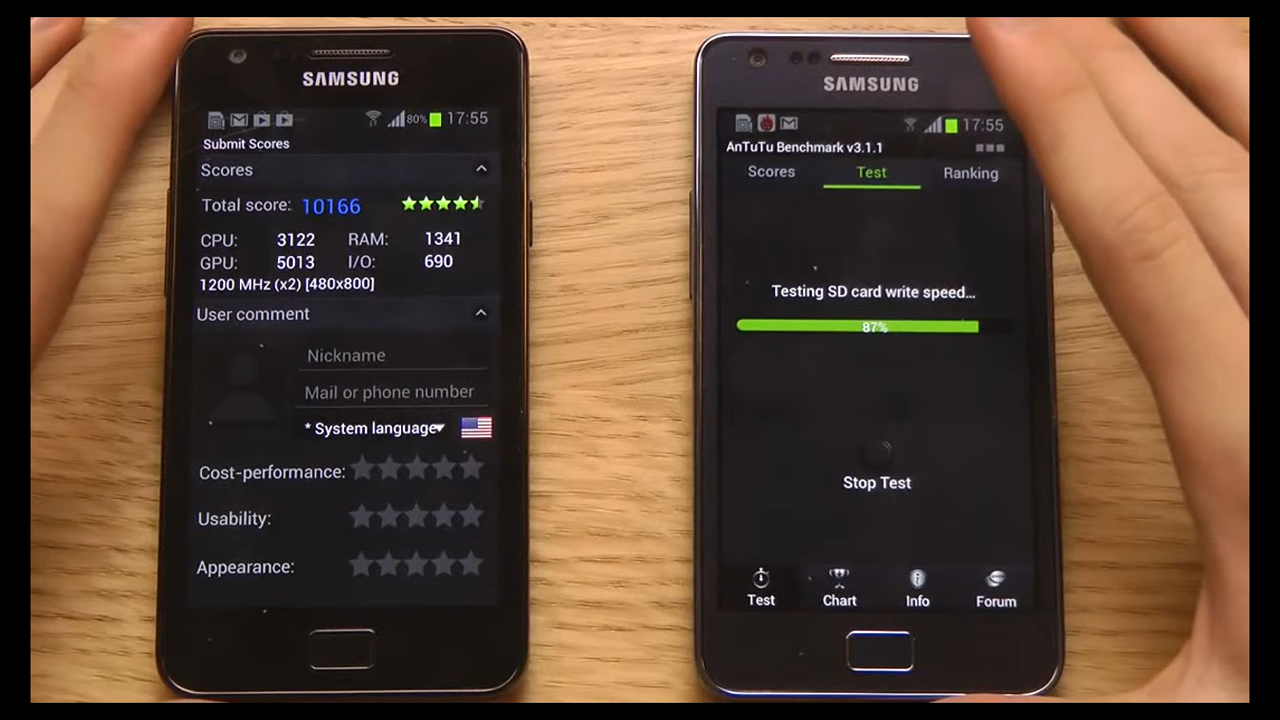 SAMSUNG
80% 17:55
Submit Scores
Scores
Total score: 10166
CPU: 3122 RAM: 1341
GPU: 5013 I/O: 690
1200 MHz (x2) [480x800]
User comment
Nickname
Mail or phone number
* System language
Cost-performance:
Usability:
Appearance:
SAMSUNG
17:55
AnTuTu Benchmark v3.1.1
Scores Test Ranking
Testing SD card write speed...
87%
Stop Test
Test Chart Info Forum